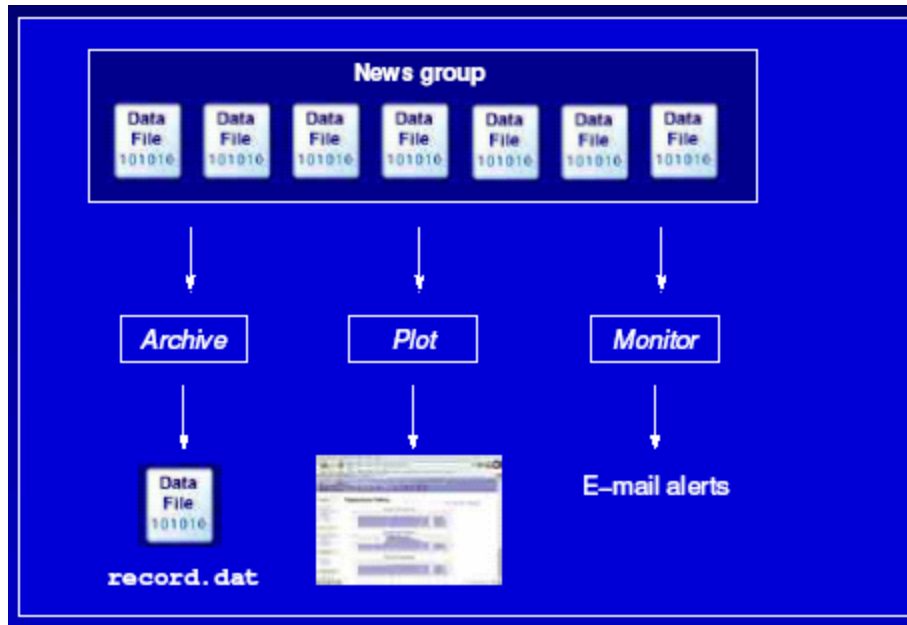 News group
Data File 101010
Data File 101010
Data File 101010
Data File 101010
Data File 101010
Data File 101010
Data File 101010
Archive
Plot
Monitor
Data File 101010
record.dat
E-mail alerts